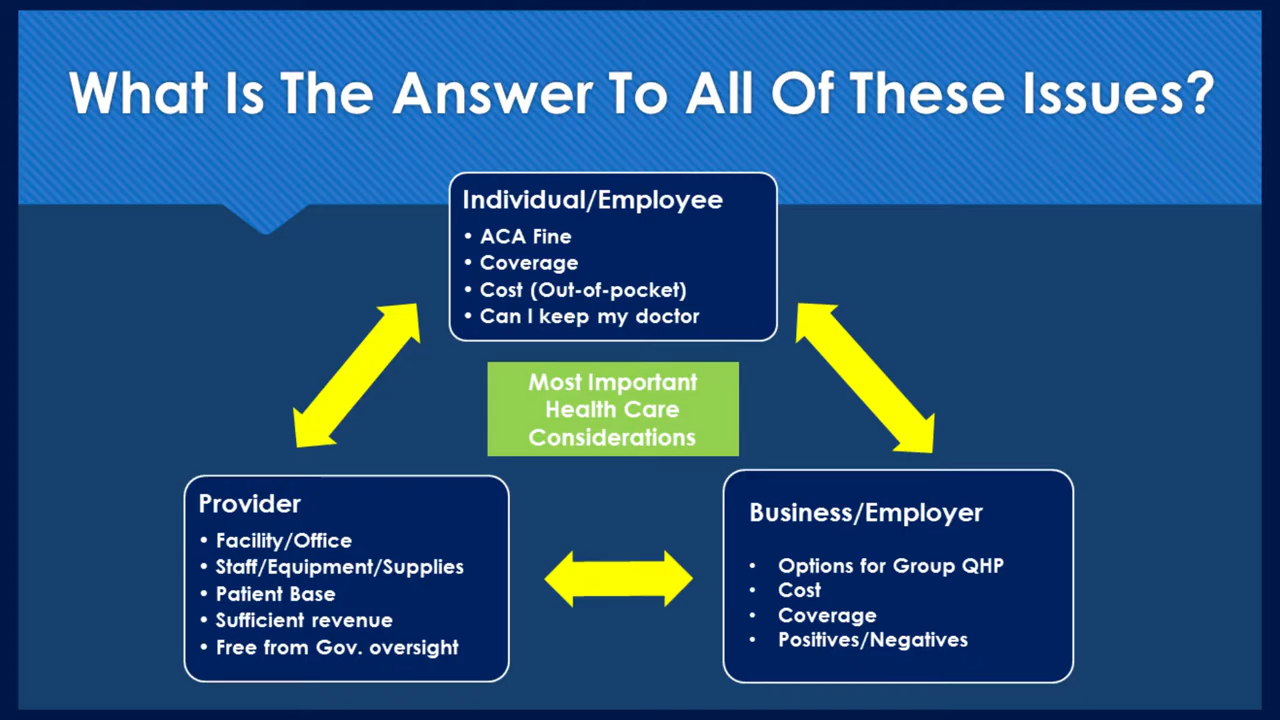 What Is The Answer To All Of These Issues?
Individual/Employee
• ACA Fine
• Coverage
• Cost (Out-of-pocket)
• Can I keep my doctor
Most Important
Health Care
Considerations
Provider
• Facility/Office
• Staff/Equipment/Supplies
• Patient Base
• Sufficient revenue
• Free from Gov. oversight
Business/Employer
• Options for Group QHP
• Cost
• Coverage
• Positives/Negatives